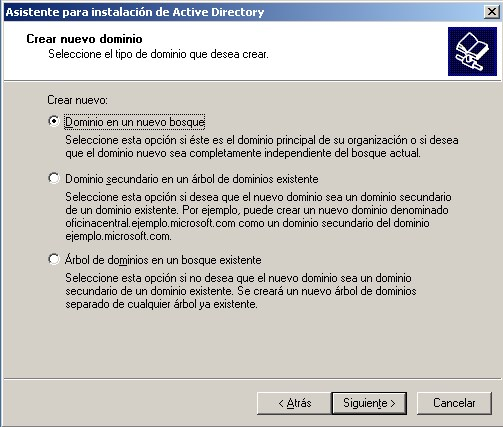 Asistente para instalación de Active Directory
Crear nuevo dominio
Seleccione el tipo de dominio que desea crear.
Crear nuevo:
Dominio en un nuevo bosque
Seleccione esta opción si éste es el dominio principal de su organización o si desea
que el dominio nuevo sea completamente independiente del bosque actual.
Dominio secundario en un árbol de dominios existente
Seleccione esta opción si desea que el nuevo dominio sea un dominio secundario
de un dominio existente. Por ejemplo, puede crear un nuevo dominio denominado
oficinacentral.ejemplo.microsoft.com como un dominio secundario del dominio
ejemplo.microsoft.com.
Árbol de dominios en un bosque existente
Seleccione esta opción si no desea que el nuevo dominio sea un dominio
secundario de un dominio existente. Se creará un nuevo árbol de dominios
separado de cualquier árbol ya existente.
< Atrás Siguiente > Cancelar